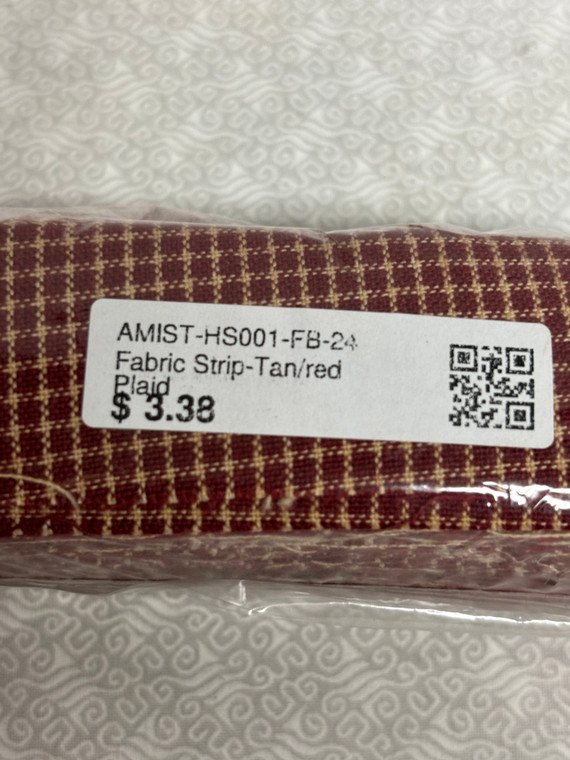 AMIST-HS001-FB-24
Fabric Strip-Tan/red
Plaid
$ 3.38